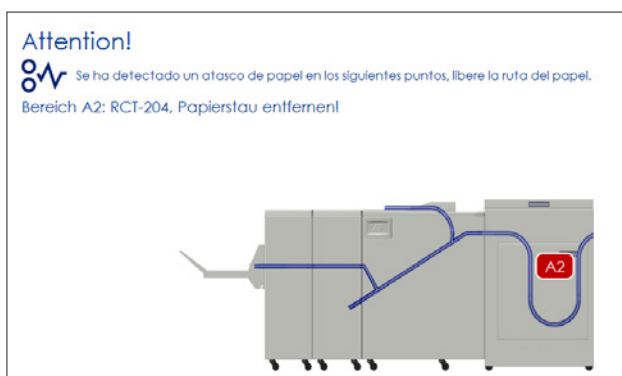 Attention!
Se ha detectado un atasco de papel en los siguientes puntos, libere la ruta del papel.
Bereich A2: RCT-204, Papierstau entfernen!
A2